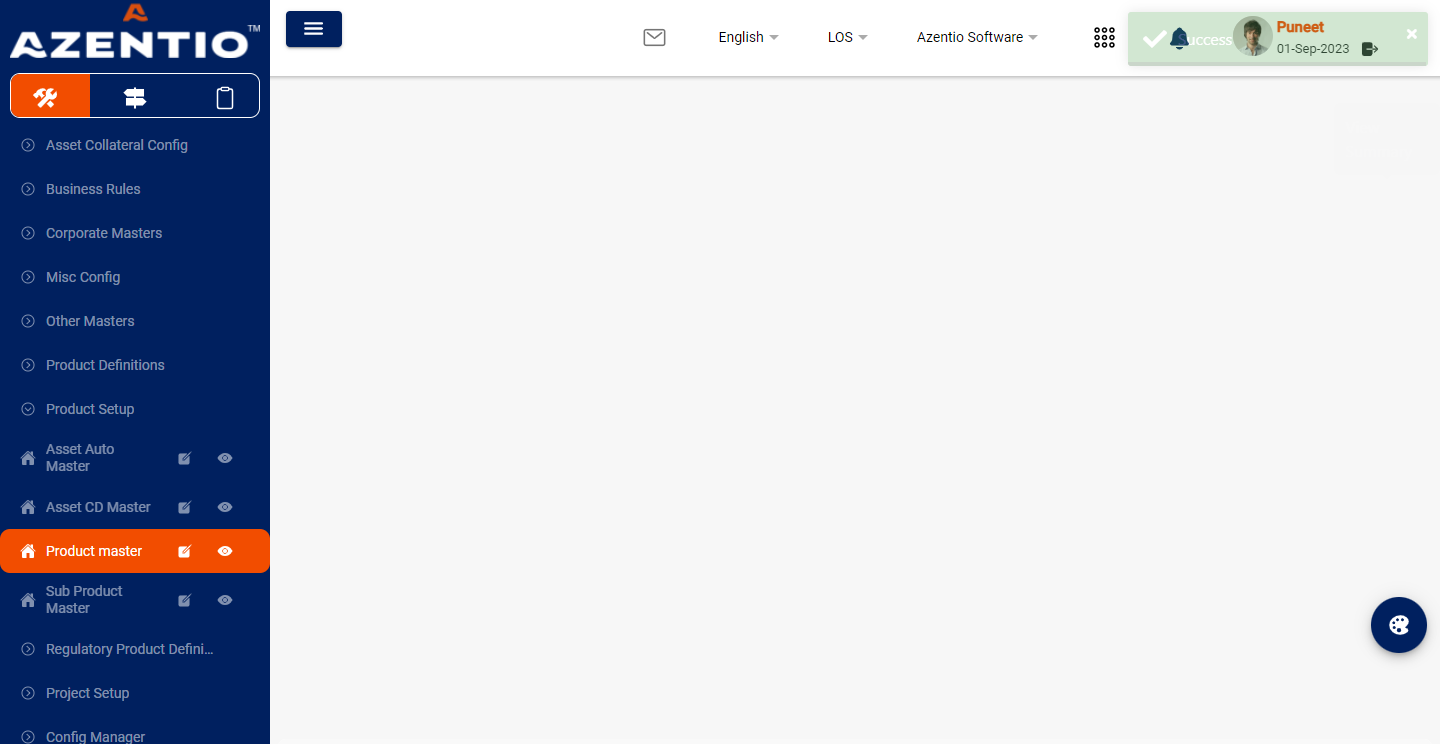 AZENTIO™
English
LOS
Azentio Software
Success
Puneet
01-Sep-2023
Asset Collateral Config
Business Rules
Corporate Masters
Misc Config
Other Masters
Product Definitions
Product Setup
Asset Auto
Master
Asset CD Master
Product master
Sub Product
Master
Regulatory Product Defini...
Project Setup
Config Manager